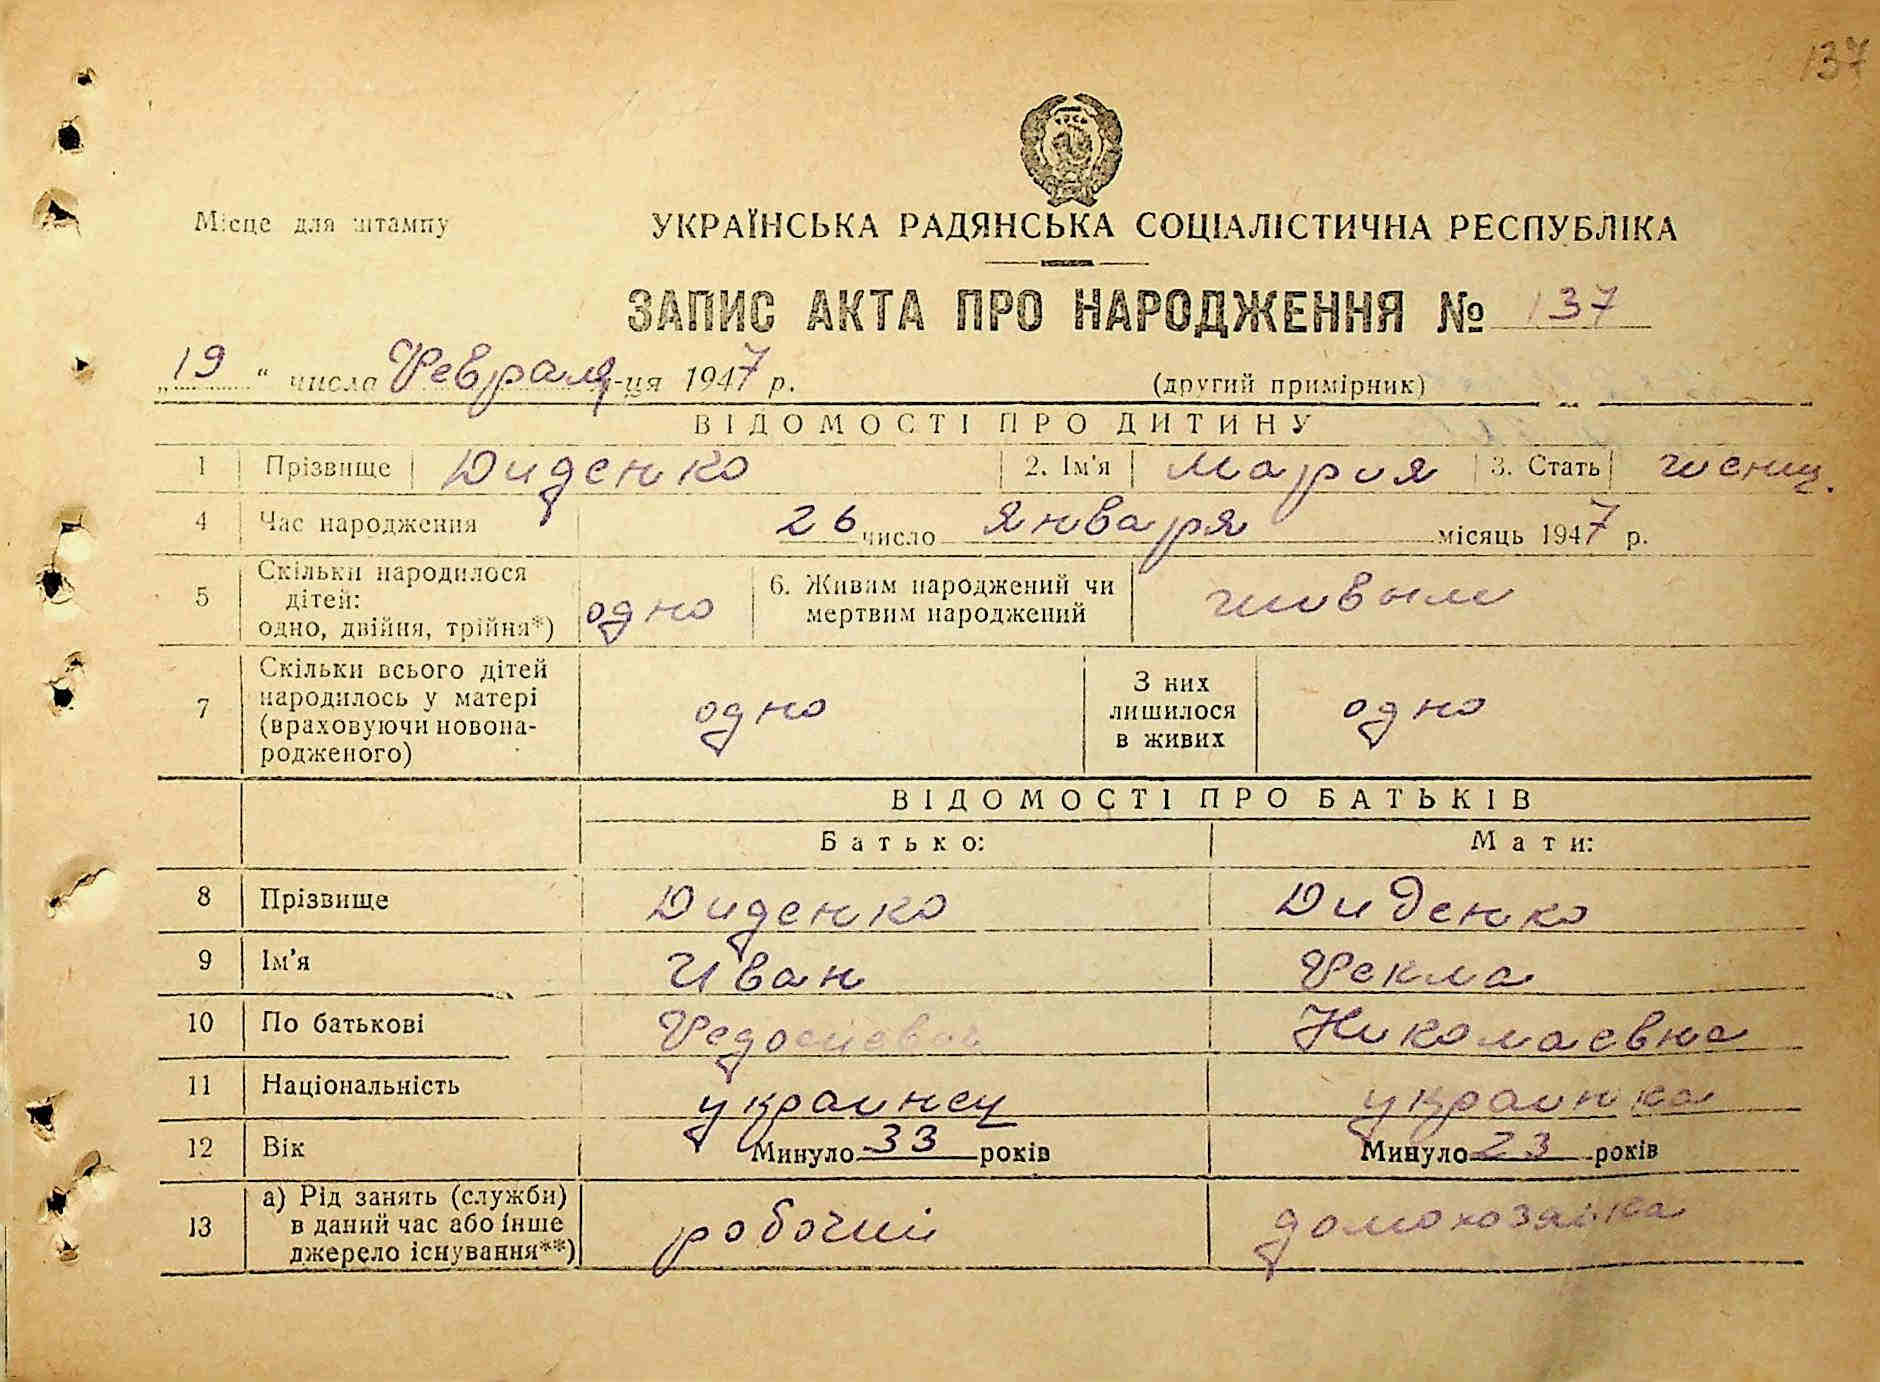 137
УРСР
Місце для штампу
УКРАЇНСЬКА РАДЯНСЬКА СОЦІАЛІСТИЧНА РЕСПУБЛІКА
ЗАПИС АКТА ПРО НАРОДЖЕННЯ № 137
„19“ числа Февраля м-ця 1947 р. (другий примірник)
ВІДОМОСТІ ПРО ДИТИНУ
1 Прізвище Диденко 2. Ім'я Мария 3. Стать женщ.
4 Час народження 26 число Января місяць 1947 р.
5 Скільки народилося дітей: одно, двійня, трійня*) одно 6. Живим народжений чи мертвим народжений живым
7 Скільки всього дітей народилось у матері (враховуючи новона-родженого) одно З них лишилося в живих одно
ВІДОМОСТІ ПРО БАТЬКІВ
Батько: Мати:
8 Прізвище Диденко Диденко
9 Ім'я Иван Фекла
10 По батькові Николаевна
11 Національність украинец украинка
12 Вік Минуло 33 років Минуло 23 років
13 а) Рід занять (служби) в даний час або інше джерело існування**) робочий домохозяйка